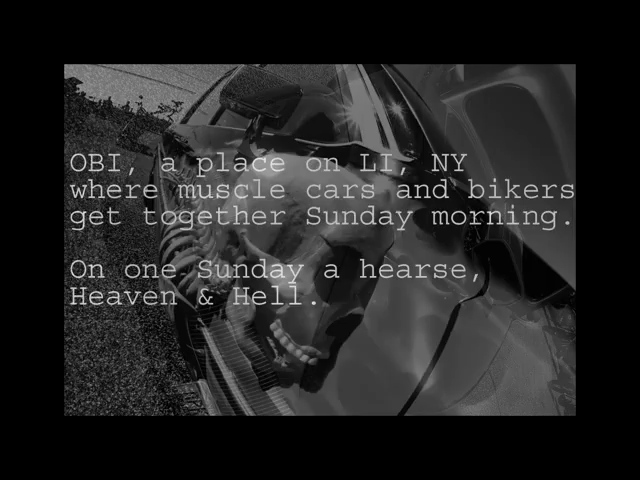 OBI, a place on LI, NY
where muscle cars and bikers
get together Sunday morning.
On one Sunday a hearse,
Heaven & Hell.